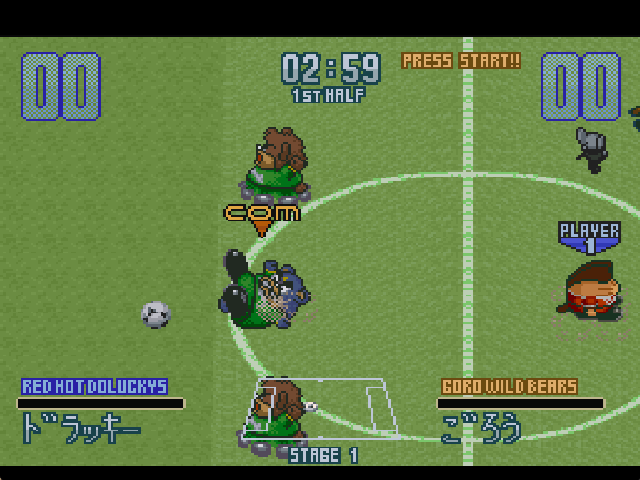 00
02:59
PRESS START!!
00
1ST HALF
COM
PLAYER
1
RED HOT DOLUCKYS
GORO WILD BEARS
ドラッキー
ごろう
STAGE 1